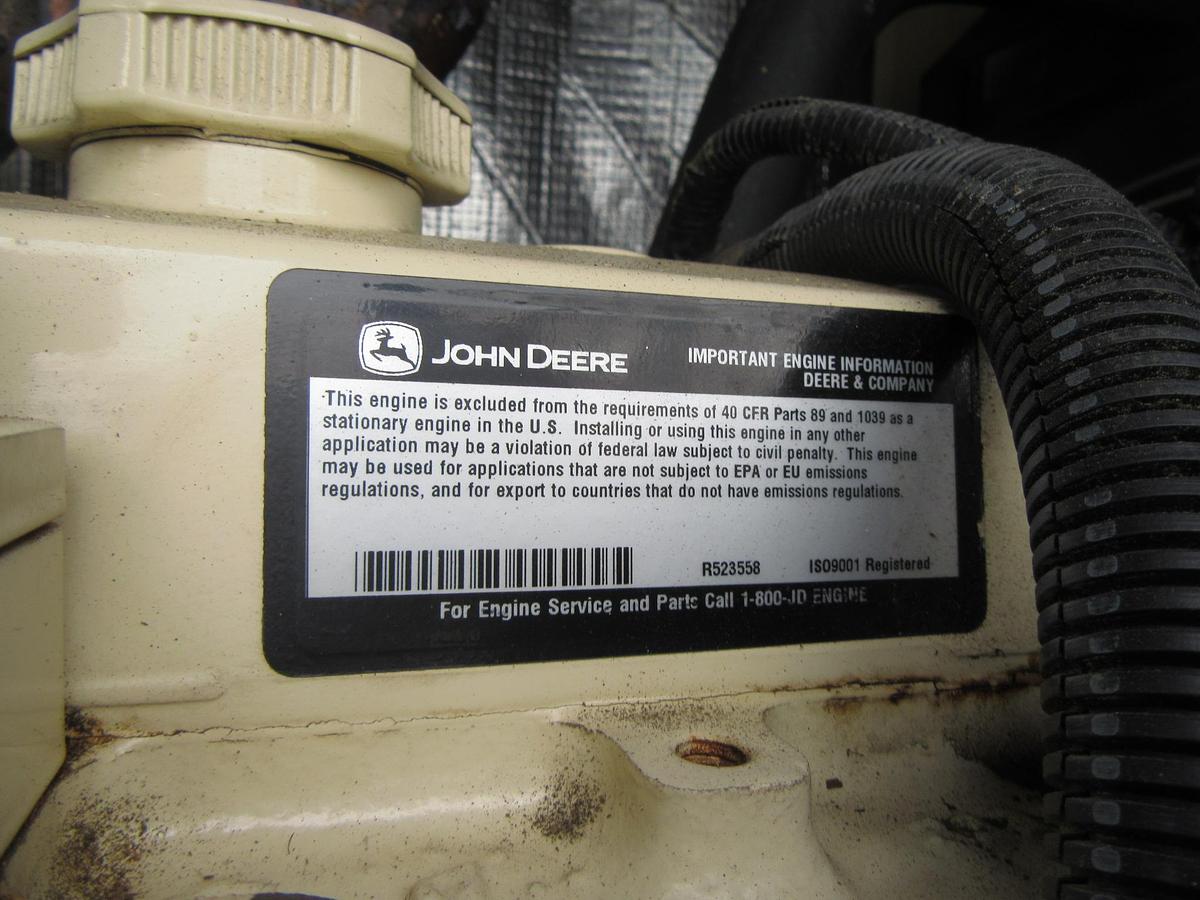 JOHN DEERE
IMPORTANT ENGINE INFORMATION
DEERE & COMPANY
This engine is excluded from the requirements of 40 CFR Parts 89 and 1039 as a
stationary engine in the U.S. Installing or using this engine in any other
application may be a violation of federal law subject to civil penalty. This engine
may be used for applications that are not subject to EPA or EU emissions
regulations, and for export to countries that do not have emissions regulations.
R523558 ISO9001 Registered
For Engine Service and Parts Call 1-800-JD ENGINE